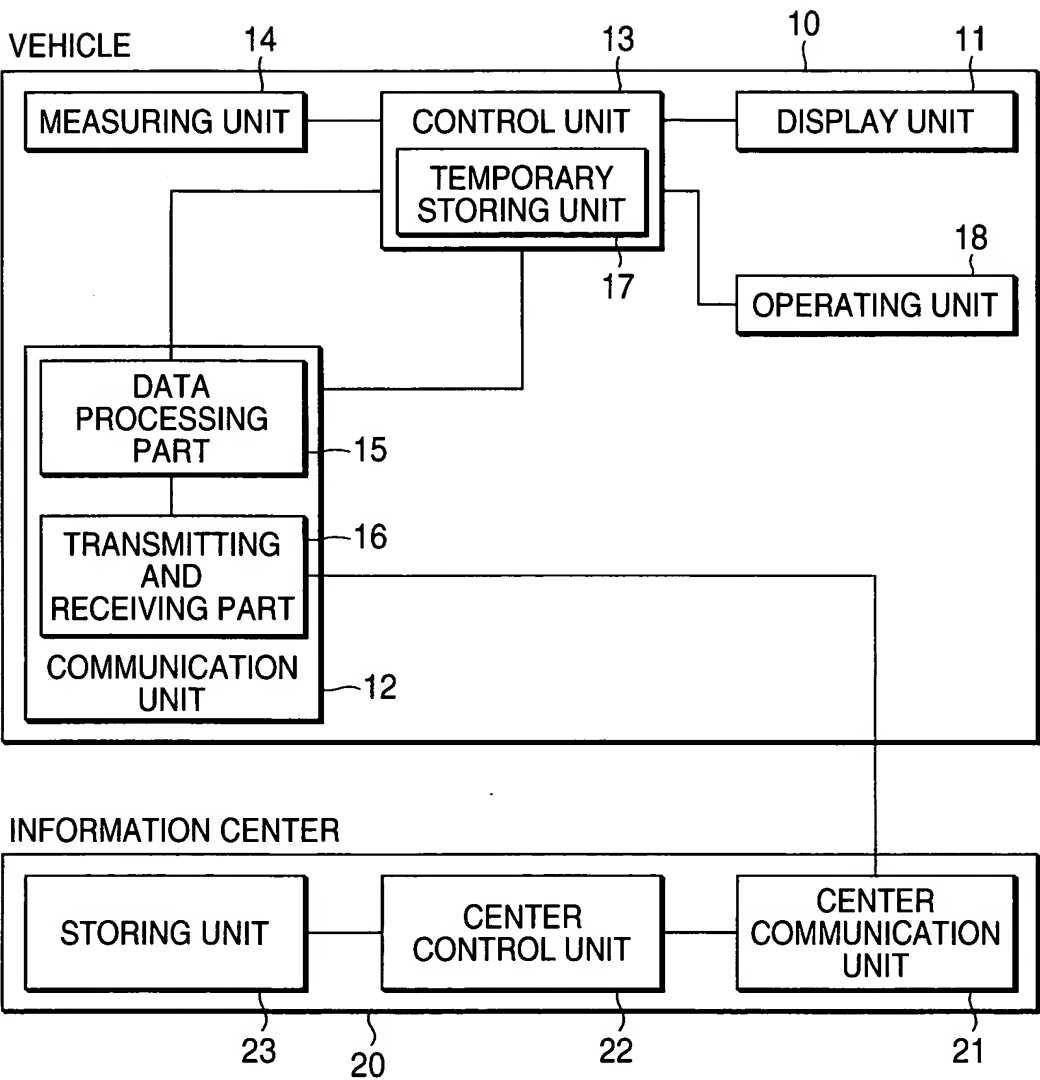 VEHICLE
14
13
10
11
MEASURING UNIT
CONTROL UNIT
DISPLAY UNIT
TEMPORARY
STORING UNIT
17
18
OPERATING UNIT
DATA
PROCESSING
PART
15
16
TRANSMITTING
AND
RECEIVING PART
COMMUNICATION
UNIT
12
INFORMATION CENTER
STORING UNIT
CENTER
CONTROL UNIT
CENTER
COMMUNICATION
UNIT
23
20
22
21